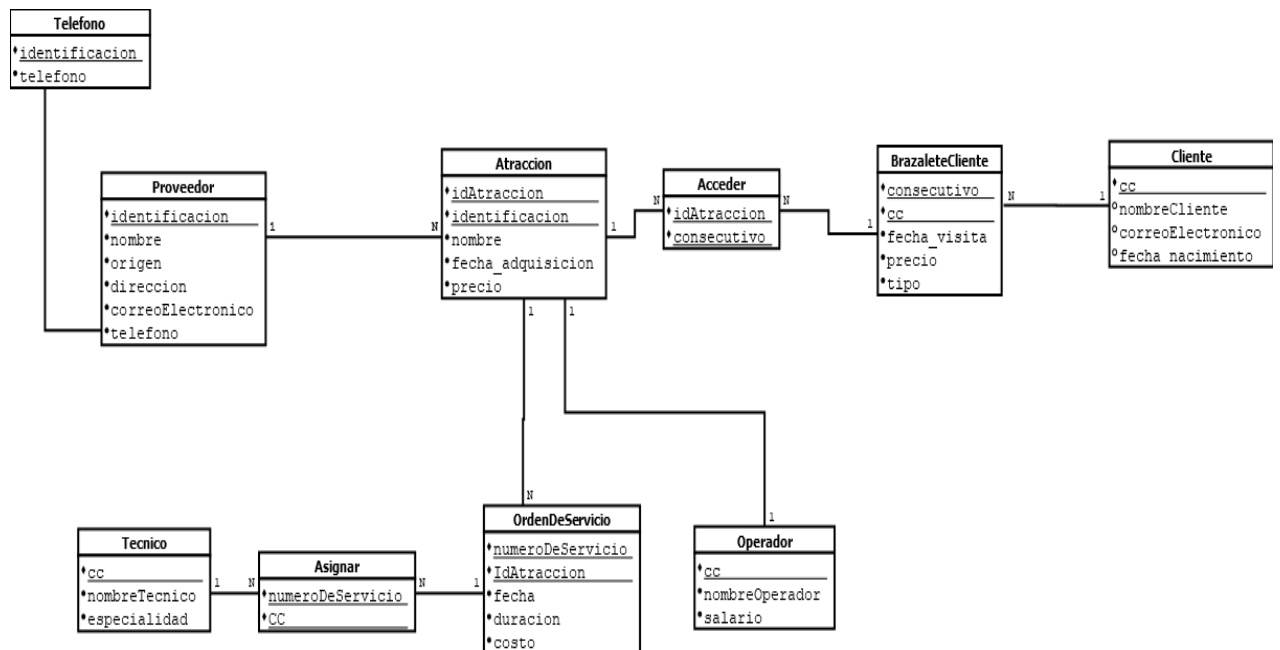 Telefono
identificacion
telefono
Proveedor
identificacion
nombre
origen
direccion
correoElectronico
telefono
1
N
Atraccion
idAtraccion
identificacion
nombre
fecha_adquisicion
precio
1
N
Acceder
idAtraccion
consecutivo
N
1
BrazaleteCliente
consecutivo
cc
fecha_visita
precio
tipo
N
1
Cliente
cc
nombreCliente
correoElectronico
fecha nacimiento
1
1
N
1
Tecnico
cc
nombreTecnico
especialidad
1
N
Asignar
numeroDeServicio
CC
N
1
OrdenDeServicio
numeroDeServicio
IdAtraccion
fecha
duracion
costo
Operador
cc
nombreOperador
salario